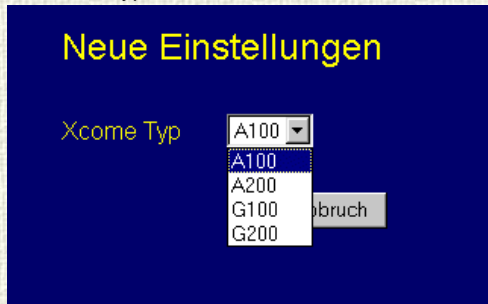 Neue Einstellungen
Xcome Typ A100
A100
A200
G100
G200
bbruch